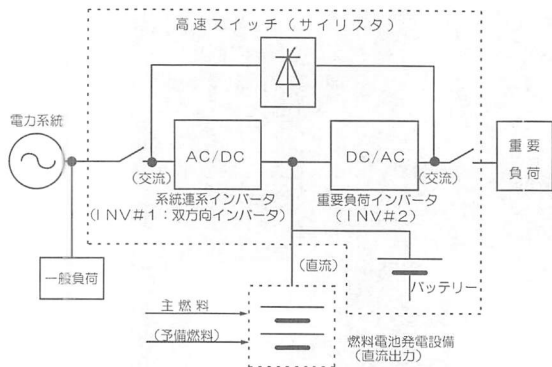 高速スイッチ（サイリスタ）
電力系統
AC/DC
DC/AC
重要
負荷
(交流)
(交流)
系統連系インバータ
(INV#1：双方向インバータ)
重要負荷インバータ
(INV#2)
一般負荷
(直流)
バッテリー
主燃料
(予備燃料)
燃料電池発電設備
(直流出力)